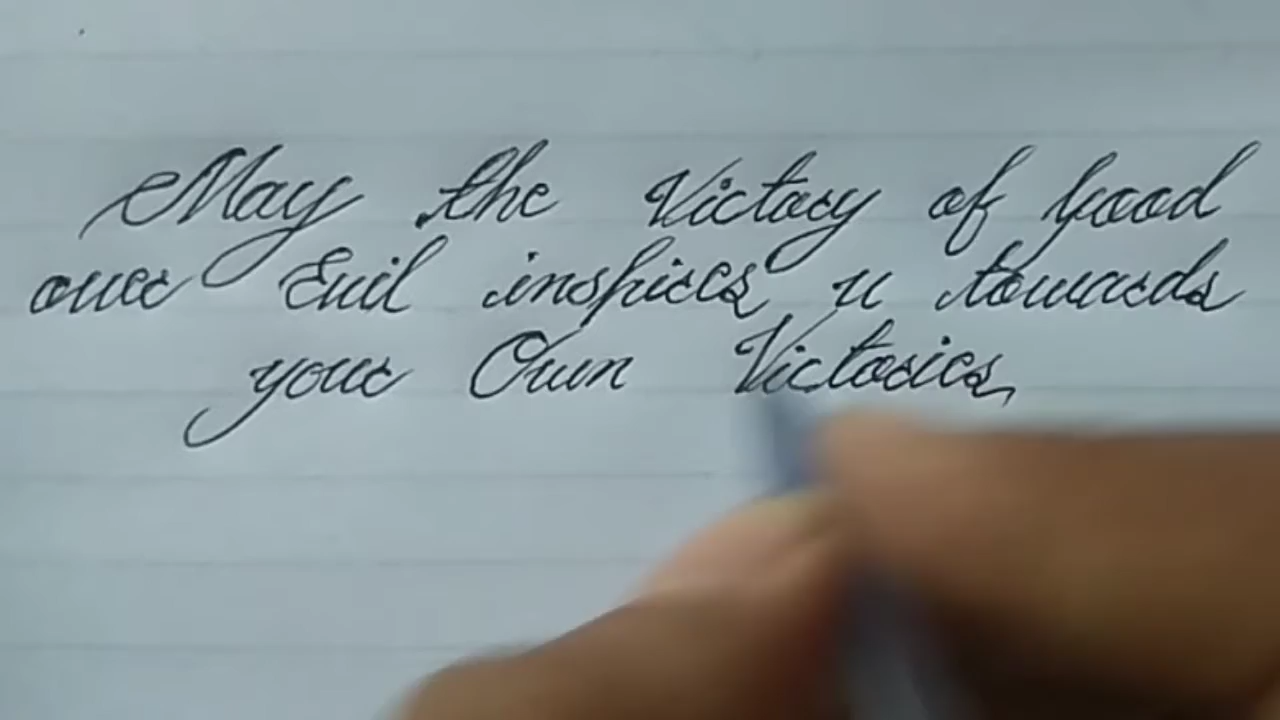 May the Victory of Good
over Evil inspires u towards
your Own Victories